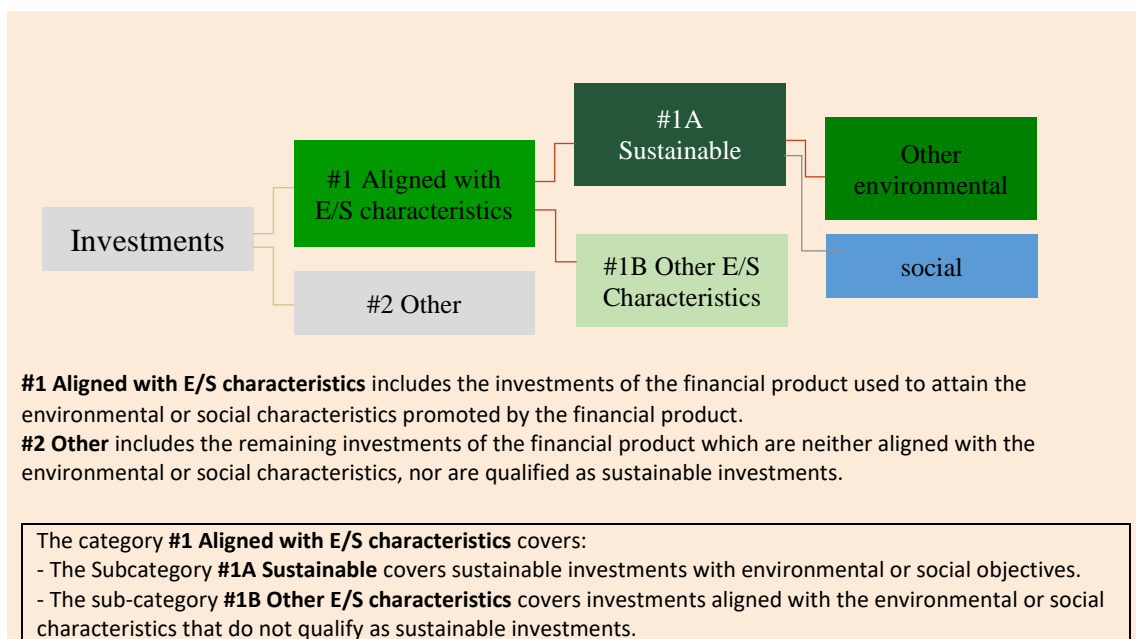 #1A
Sustainable
Other
environmental
#1 Aligned with
E/S characteristics
Investments
#1B Other E/S
Characteristics
social
#2 Other
#1 Aligned with E/S characteristics includes the investments of the financial product used to attain the
environmental or social characteristics promoted by the financial product.
#2 Other includes the remaining investments of the financial product which are neither aligned with the
environmental or social characteristics, nor are qualified as sustainable investments.
The category #1 Aligned with E/S characteristics covers:
- The Subcategory #1A Sustainable covers sustainable investments with environmental or social objectives.
- The sub-category #1B Other E/S characteristics covers investments aligned with the environmental or social
characteristics that do not qualify as sustainable investments.